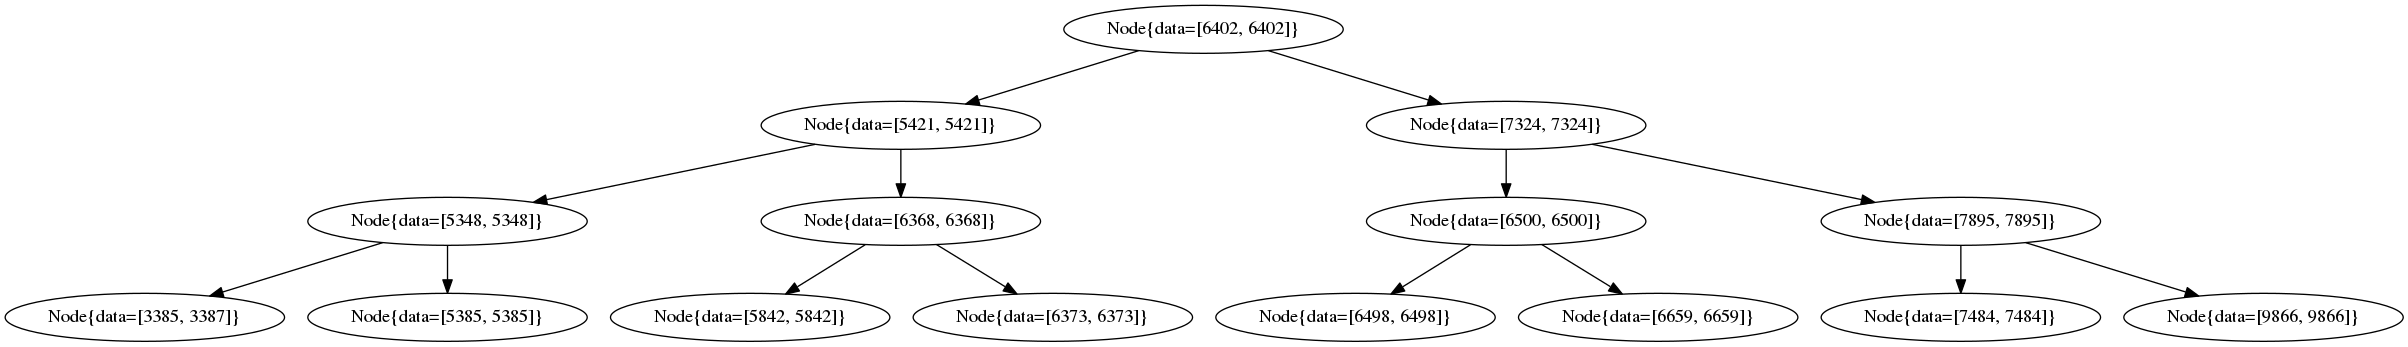 Node{data=[6402, 6402]}
Node{data=[5421, 5421]}
Node{data=[7324, 7324]}
Node{data=[5348, 5348]}
Node{data=[6368, 6368]}
Node{data=[6500, 6500]}
Node{data=[7895, 7895]}
Node{data=[3385, 3387]}
Node{data=[5385, 5385]}
Node{data=[5842, 5842]}
Node{data=[6373, 6373]}
Node{data=[6498, 6498]}
Node{data=[6659, 6659]}
Node{data=[7484, 7484]}
Node{data=[9866, 9866]}